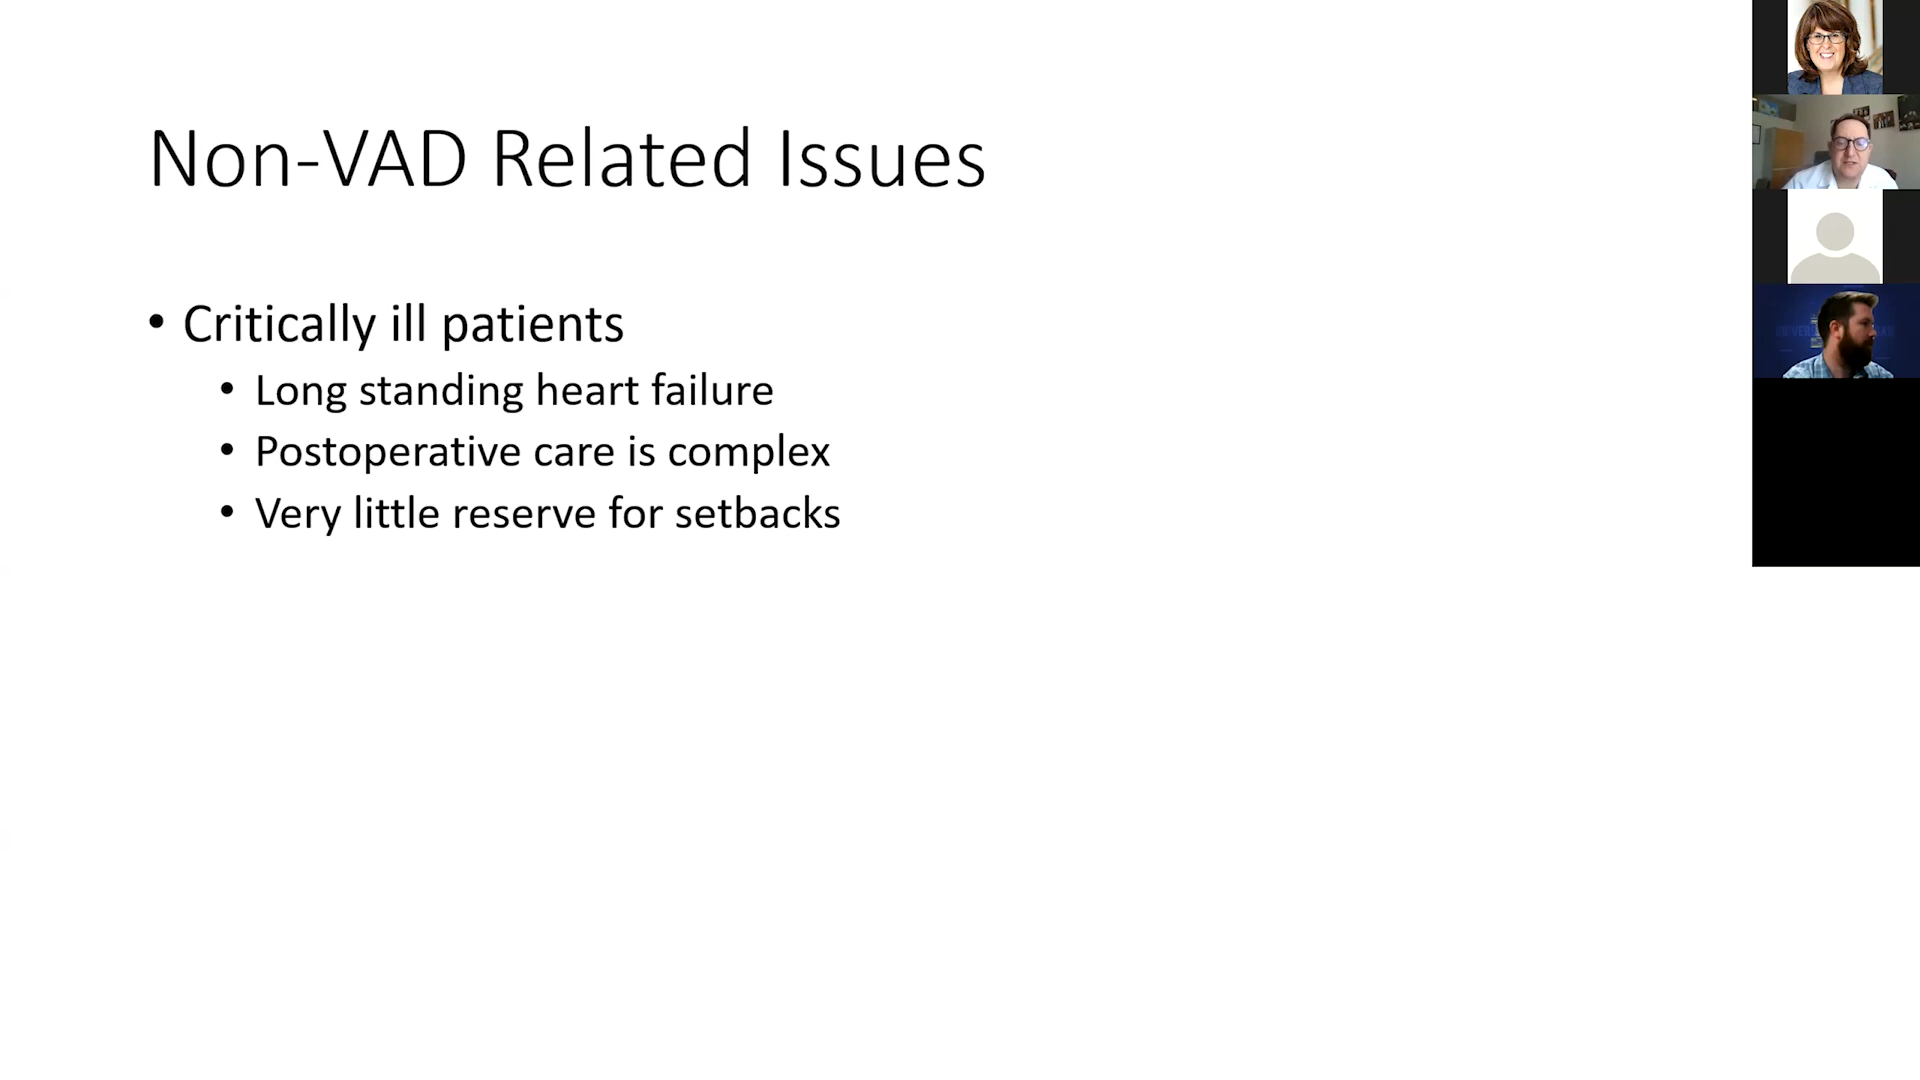 Non-VAD Related Issues
• Critically ill patients
• Long standing heart failure
• Postoperative care is complex
• Very little reserve for setbacks